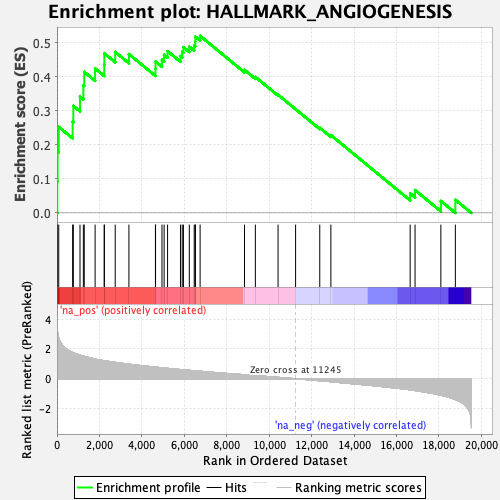 Enrichment plot: HALLMARK_ANGIOGENESIS
Enrichment score (ES)
0.5
0.4
0.3
0.2
0.1
0.0
Ranked list metric (PreRanked)
'na_pos' (positively correlated)
4
2
0
-2
Zero cross at 11245
'na_neg' (negatively correlated)
0 2,000 4,000 6,000 8,000 10,000 12,000 14,000 16,000 18,000 20,000
Rank in Ordered Dataset
Enrichment profile Hits Ranking metric scores